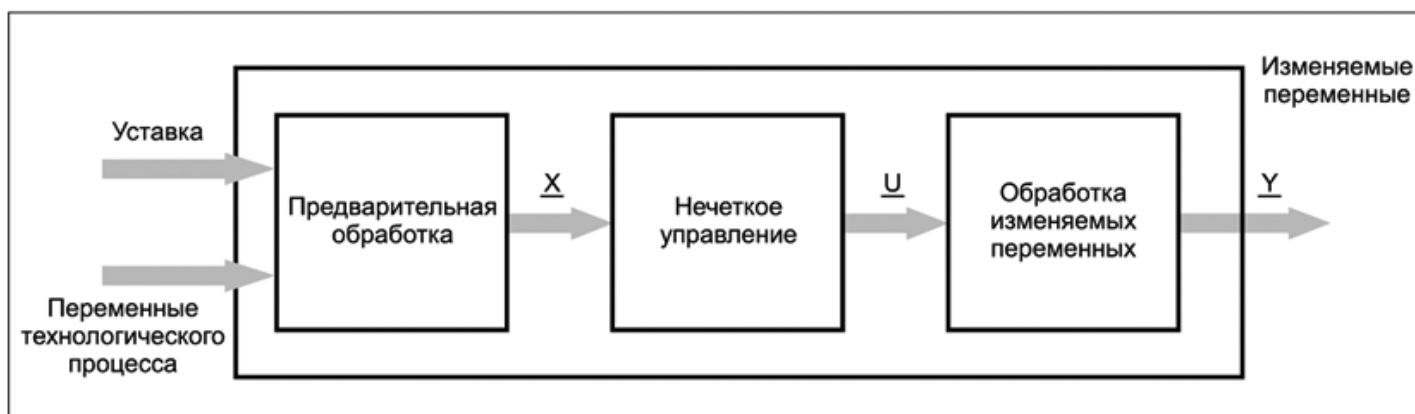 Изменяемые
переменные
Уставка
Предварительная
обработка
X
Нечеткое
управление
U
Обработка
изменяемых
переменных
Y
Переменные
технологического
процесса